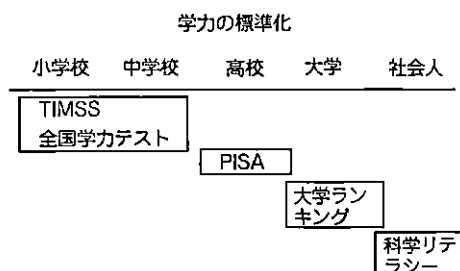 学力の標準化
小学校 中学校 高校 大学 社会人
TIMSS
全国学力テスト
PISA
大学ラン
キング
科学リテ
ラシー